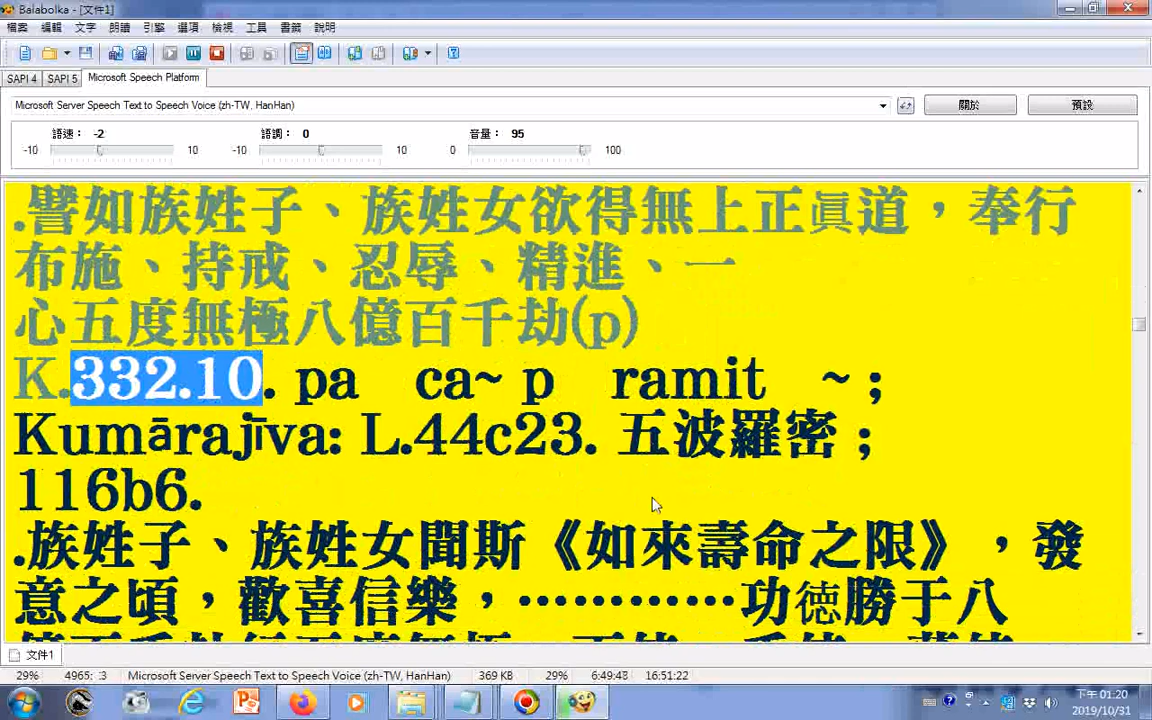 Balabolka - [文件1]
檔案 編輯 文字 朗讀 引擎 選項 檢視 工具 書籤 說明
SAPI 4 SAPI 5 Microsoft Speech Platform
Microsoft Server Speech Text to Speech Voice (zh-TW, HanHan) 關於 預設
語速： -2 語調： 0 音量： 95
-10 10 -10 10 0 100
.譬如族姓子、族姓女欲得無上正眞道，奉行
布施、持戒、忍辱、精進、一
心五度無極八億百千劫(p)
K.332.10. pa ca~ p ramit ~ ;
Kumārajīva: L.44c23. 五波羅密；
116b6.
.族姓子、族姓女聞斯《如來壽命之限》，發
意之頃，歡喜信樂，…………功徳勝于八
文件1
29% 4965: :3 Microsoft Server Speech Text to Speech Voice (zh-TW, HanHan) 369 KB 29% 6:49:48 16:51:22
下午 01:20
2019/10/31